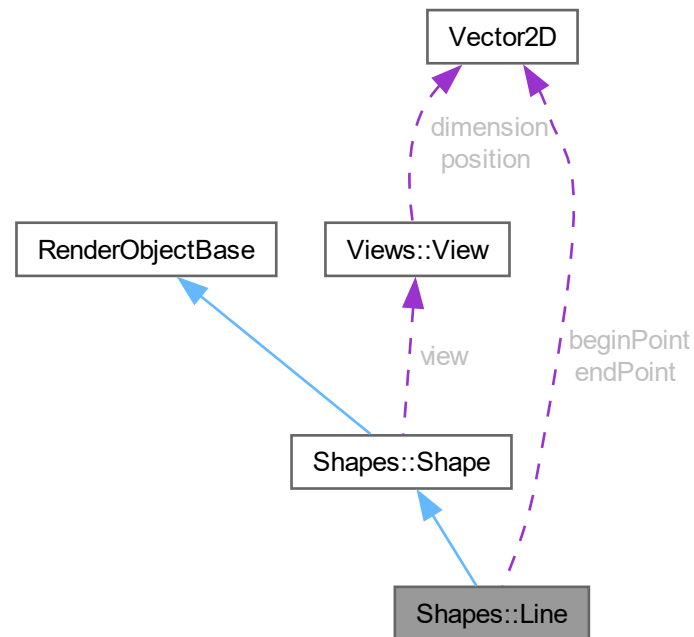 Vector2D
dimension
position
RenderObjectBase
Views::View
beginPoint
endPoint
view
Shapes::Shape
Shapes::Line